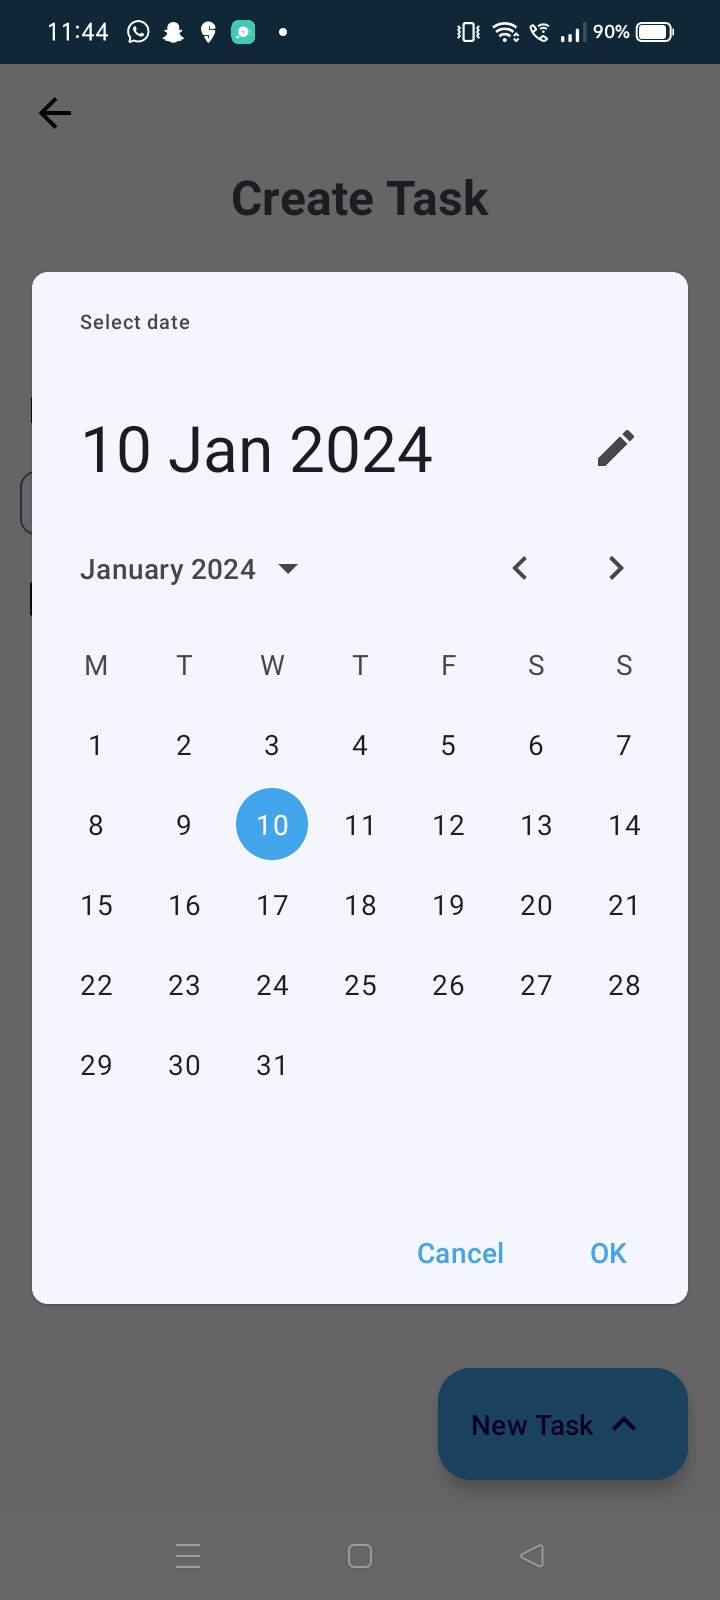 11:44 90%
Create Task
Select date
10 Jan 2024
January 2024
M T W T F S S
1 2 3 4 5 6 7
8 9 10 11 12 13 14
15 16 17 18 19 20 21
22 23 24 25 26 27 28
29 30 31
Cancel OK
New Task